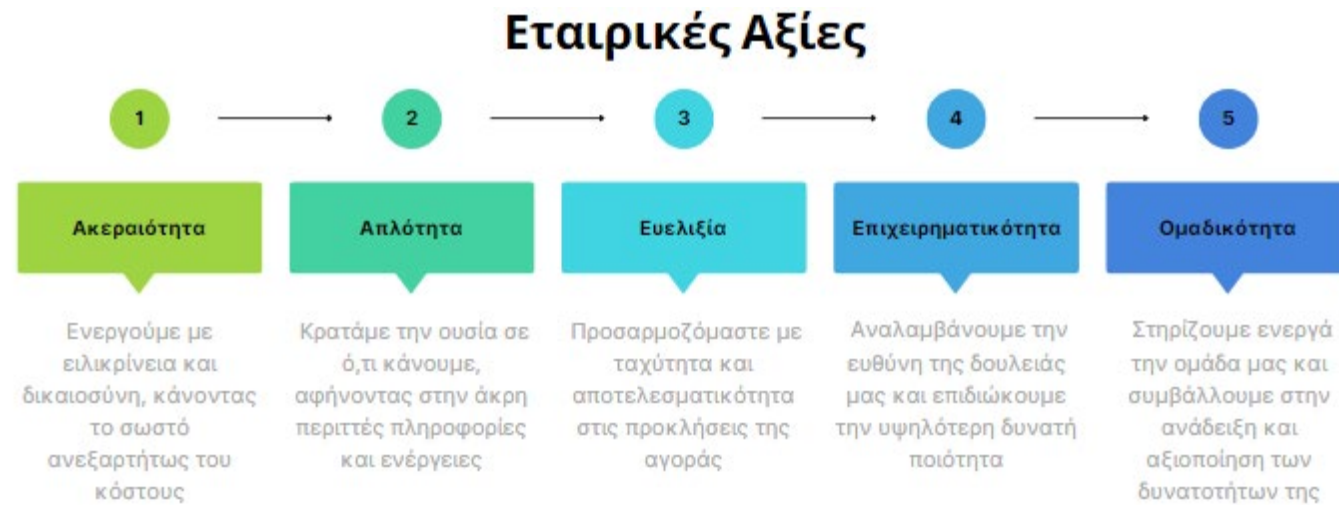 Εταιρικές Αξίες
1
2
3
4
5
Ακεραιότητα
Απλότητα
Ευελιξία
Επιχειρηματικότητα
Ομαδικότητα
Ενεργούμε με
ειλικρίνεια και
δικαιοσύνη, κάνοντας
το σωστό
ανεξαρτήτως του
κόστους
Κρατάμε την ουσία σε
ό,τι κάνουμε,
αφήνοντας στην άκρη
περιττές πληροφορίες
και ενέργειες
Προσαρμοζόμαστε με
ταχύτητα και
αποτελεσματικότητα
στις προκλήσεις της
αγοράς
Αναλαμβάνουμε την
ευθύνη της δουλειάς
μας και επιδιώκουμε
την υψηλότερη δυνατή
ποιότητα
Στηρίζουμε ενεργά
την ομάδα μας και
συμβάλλουμε στην
ανάδειξη και
αξιοποίηση των
δυνατοτήτων της